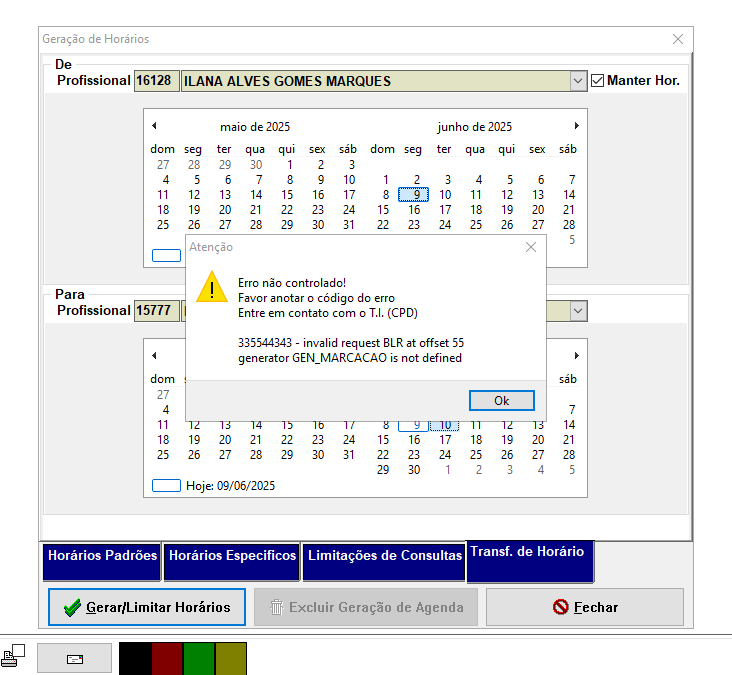 Geração de Horários
De
Profissional 16128 ILANA ALVES GOMES MARQUES Manter Hor.
maio de 2025 junho de 2025
dom seg ter qua qui sex sáb dom seg ter qua qui sex sáb
27 28 29 30 1 2 3
4 5 6 7 8 9 10 1 2 3 4 5 6 7
11 12 13 14 15 16 17 8 9 10 11 12 13 14
18 19 20 21 22 23 24 15 16 17 18 19 20 21
25 26 27 28 29 30 31 22 23 24 25 26 27 28
5
Atenção
Erro não controlado!
Favor anotar o código do erro
Entre em contato com o T.I. (CPD)
335544343 - invalid request BLR at offset 55
generator GEN_MARCACAO is not defined
Ok
Para
Profissional 15777
dom sáb
27
4 7
11 12 13 14 15 16 17 8 9 10 11 12 13 14
18 19 20 21 22 23 24 15 16 17 18 19 20 21
25 26 27 28 29 30 31 22 23 24 25 26 27 28
29 30 1 2 3 4 5
Hoje: 09/06/2025
Horários Padrões Horários Especificos Limitações de Consultas Transf. de Horário
Gerar/Limitar Horários Excluir Geração de Agenda Fechar